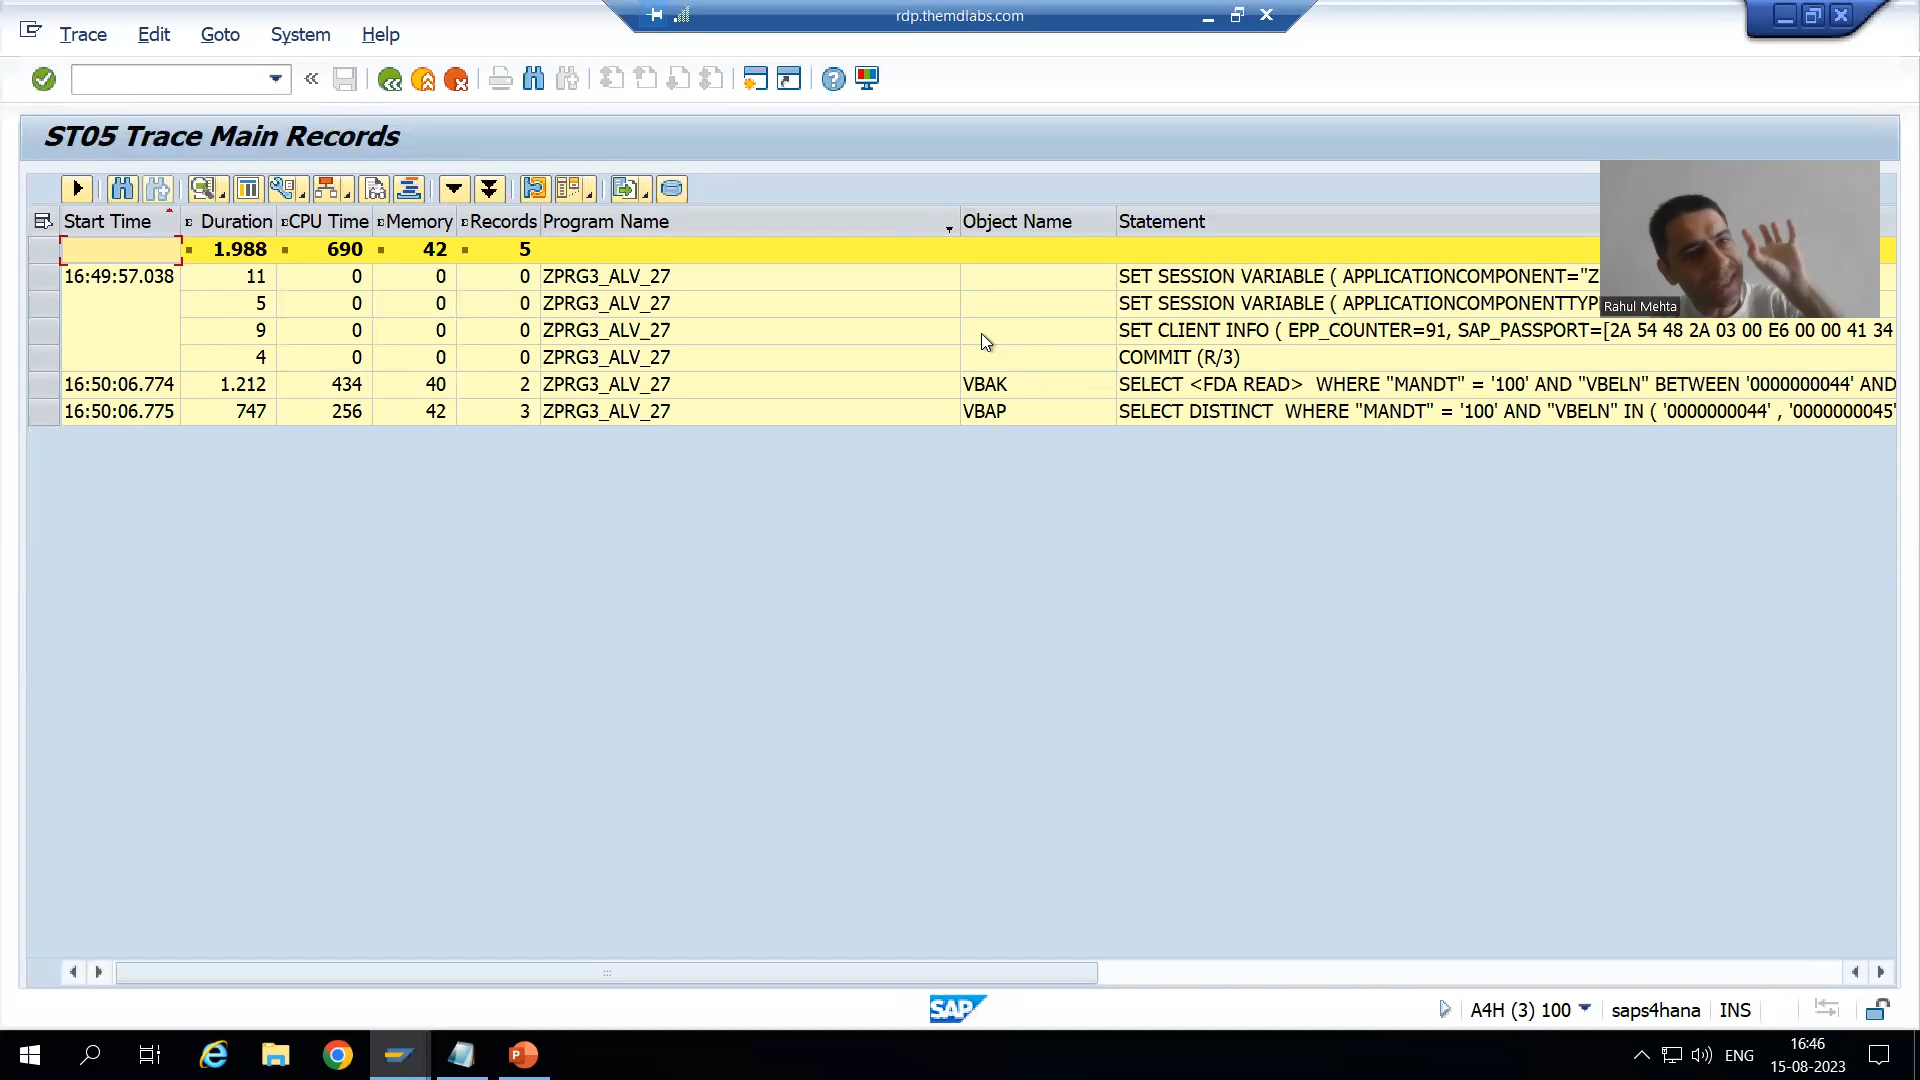 rdp.themdlabs.com
Trace Edit Goto System Help
ST05 Trace Main Records
Start Time Duration CPU Time Memory Records Program Name Object Name Statement
1.988 690 42 5
16:49:57.038 11 0 0 0 ZPRG3_ALV_27 SET SESSION VARIABLE ( APPLICATIONCOMPONENT="Z
5 0 0 0 ZPRG3_ALV_27 SET SESSION VARIABLE ( APPLICATIONCOMPONENTTYP
9 0 0 0 ZPRG3_ALV_27 SET CLIENT INFO ( EPP_COUNTER=91, SAP_PASSPORT=[2A 54 48 2A 03 00 E6 00 00 41 34
4 0 0 0 ZPRG3_ALV_27 COMMIT (R/3)
16:50:06.774 1.212 434 40 2 ZPRG3_ALV_27 VBAK SELECT <FDA READ> WHERE "MANDT" = '100' AND "VBELN" BETWEEN '0000000044' AND
16:50:06.775 747 256 42 3 ZPRG3_ALV_27 VBAP SELECT DISTINCT WHERE "MANDT" = '100' AND "VBELN" IN ( '0000000044' , '0000000045'
Rahul Mehta
SAP
A4H (3) 100 saps4hana INS
ENG
16:46
15-08-2023